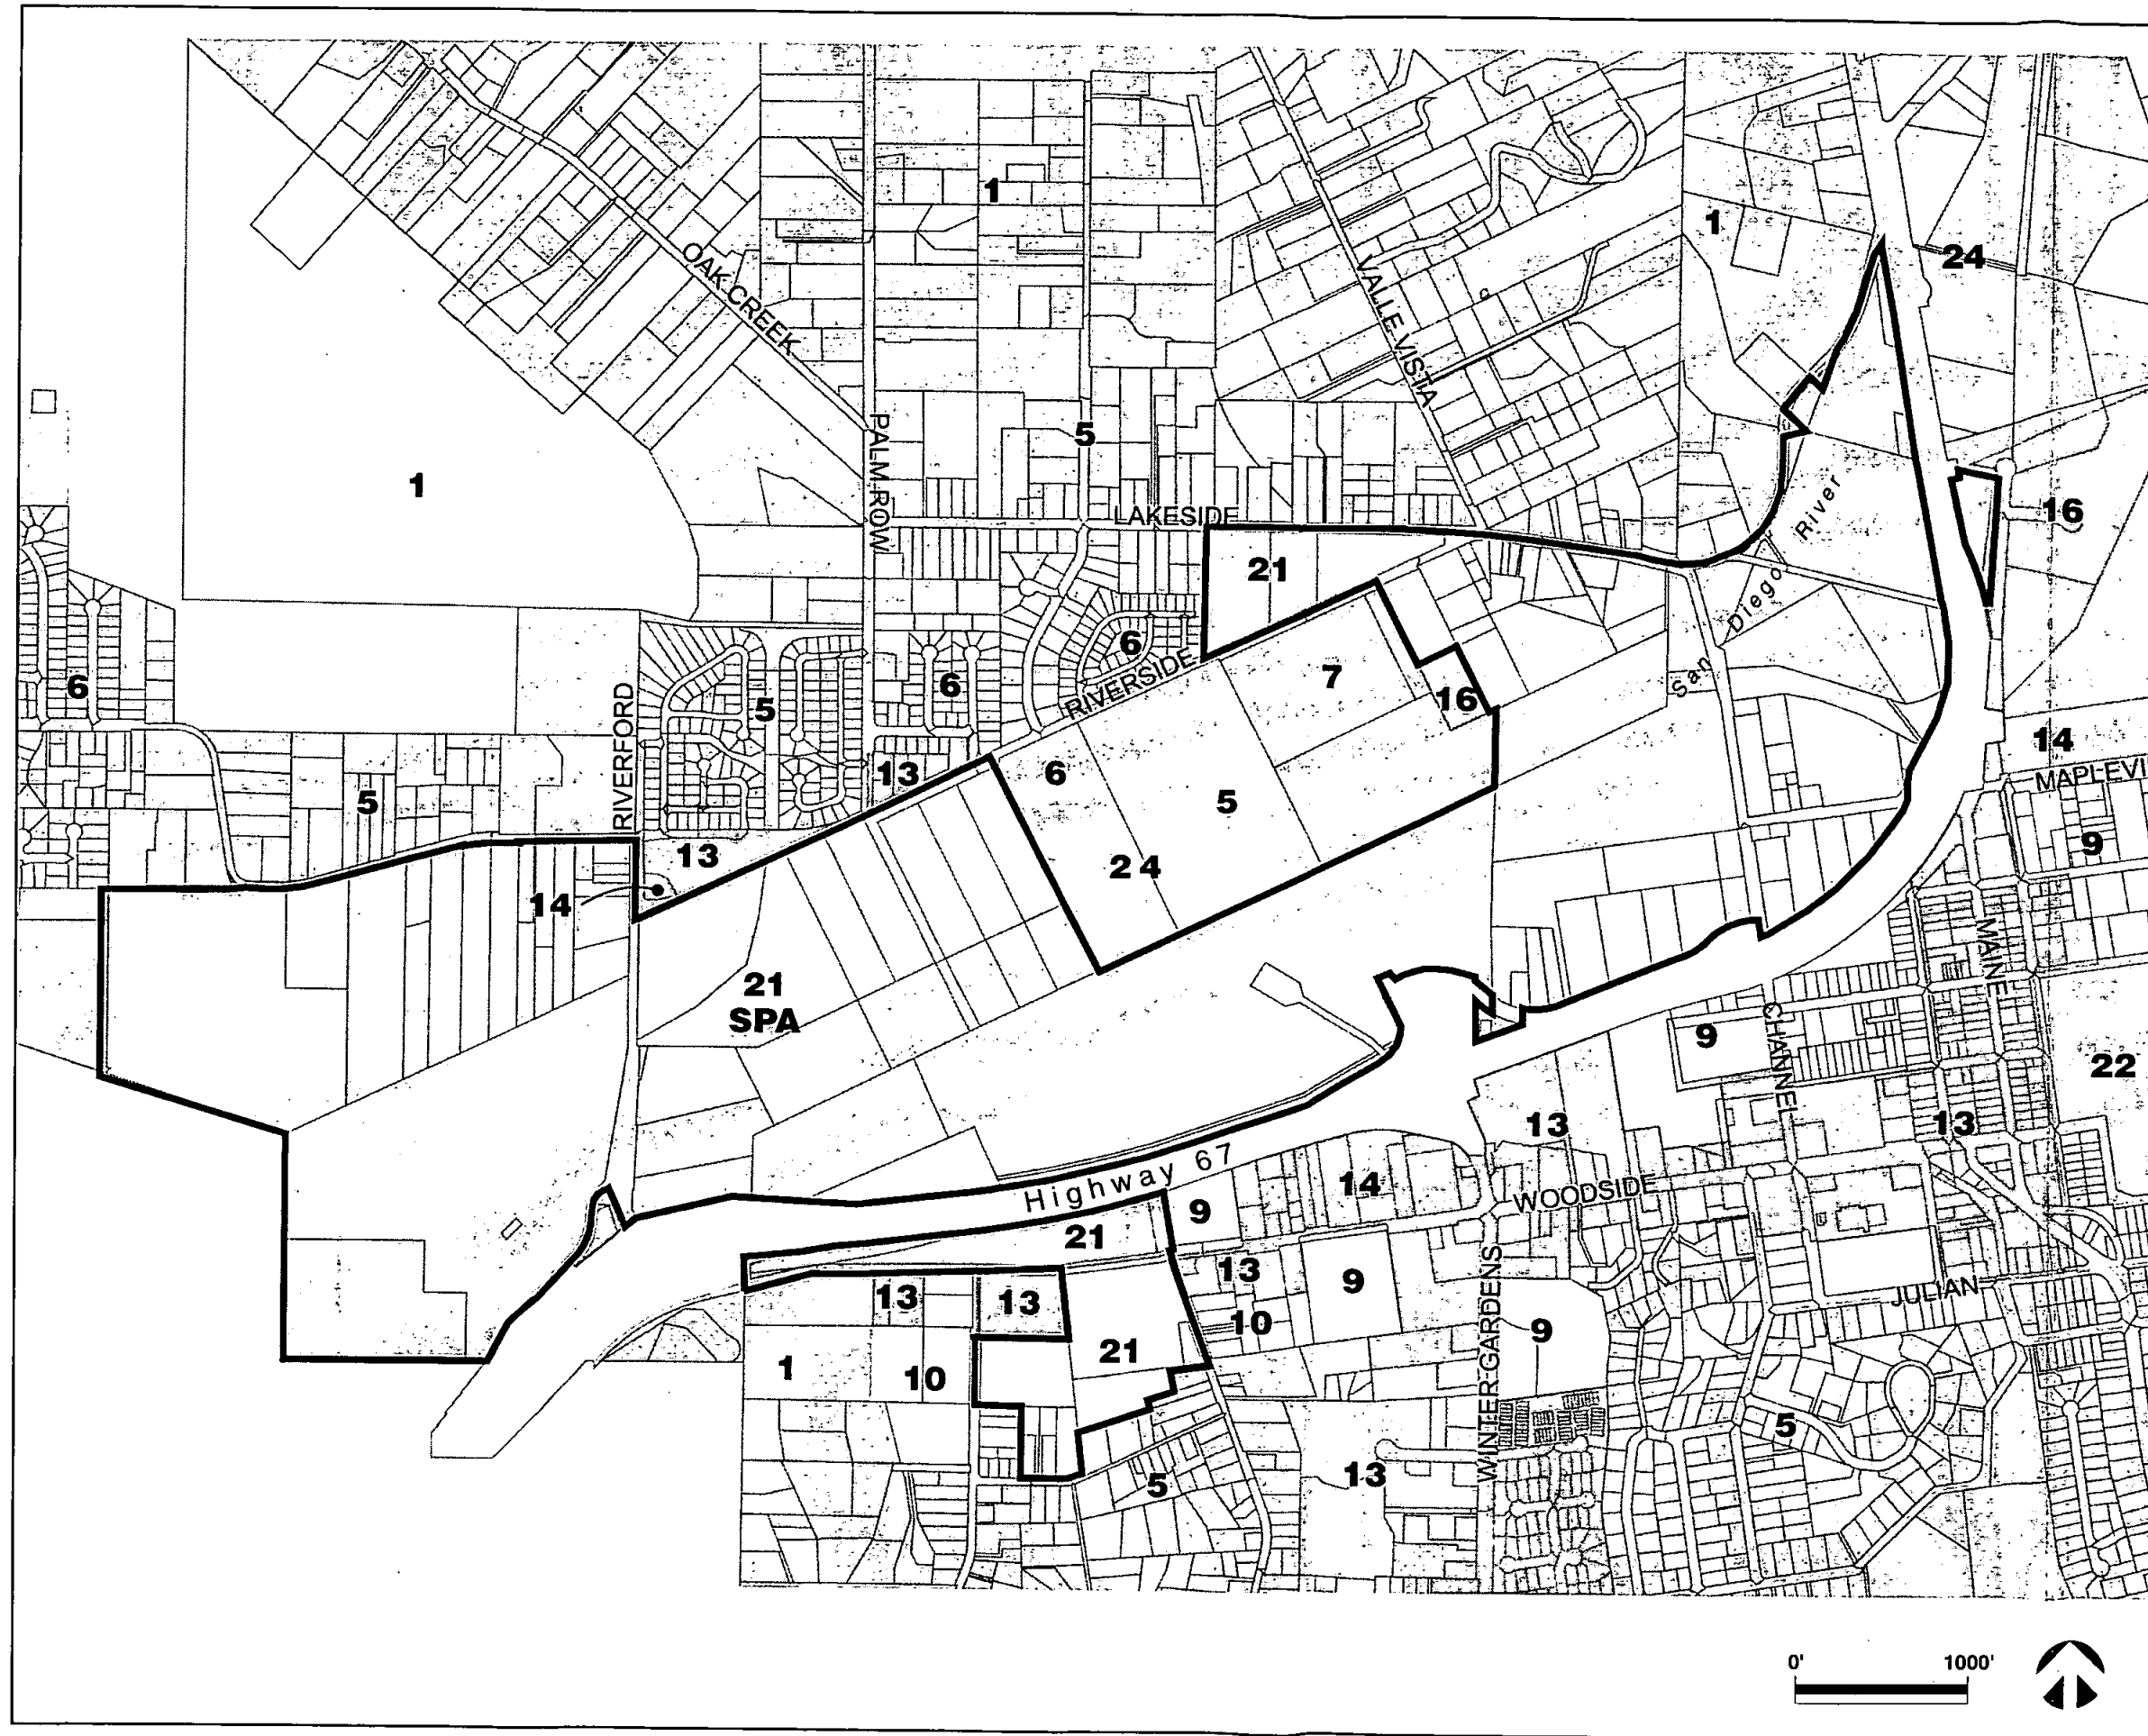 1
1
24
OAK CREEK
VALLE VISTA
5
PALM ROW
1
LAKESIDE
16
San Diego River
21
6
6
RIVERSIDE
7
6
16
RIVERFORD
5
14
13
6
MAPLEVI
5
5
9
13
24
14
MAINE
21
SPA
CHANNEL
9
22
13
13
Highway 67
14
WOODSIDE
9
21
13
9
WINTER GARDENS
JULIAN
13
13
10
9
21
1
10
5
13
5
0'
1000'